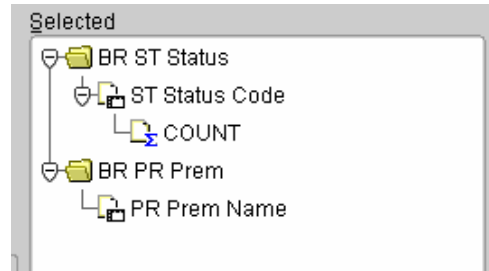 Selected
BR ST Status
ST Status Code
COUNT
BR PR Prem
PR Prem Name